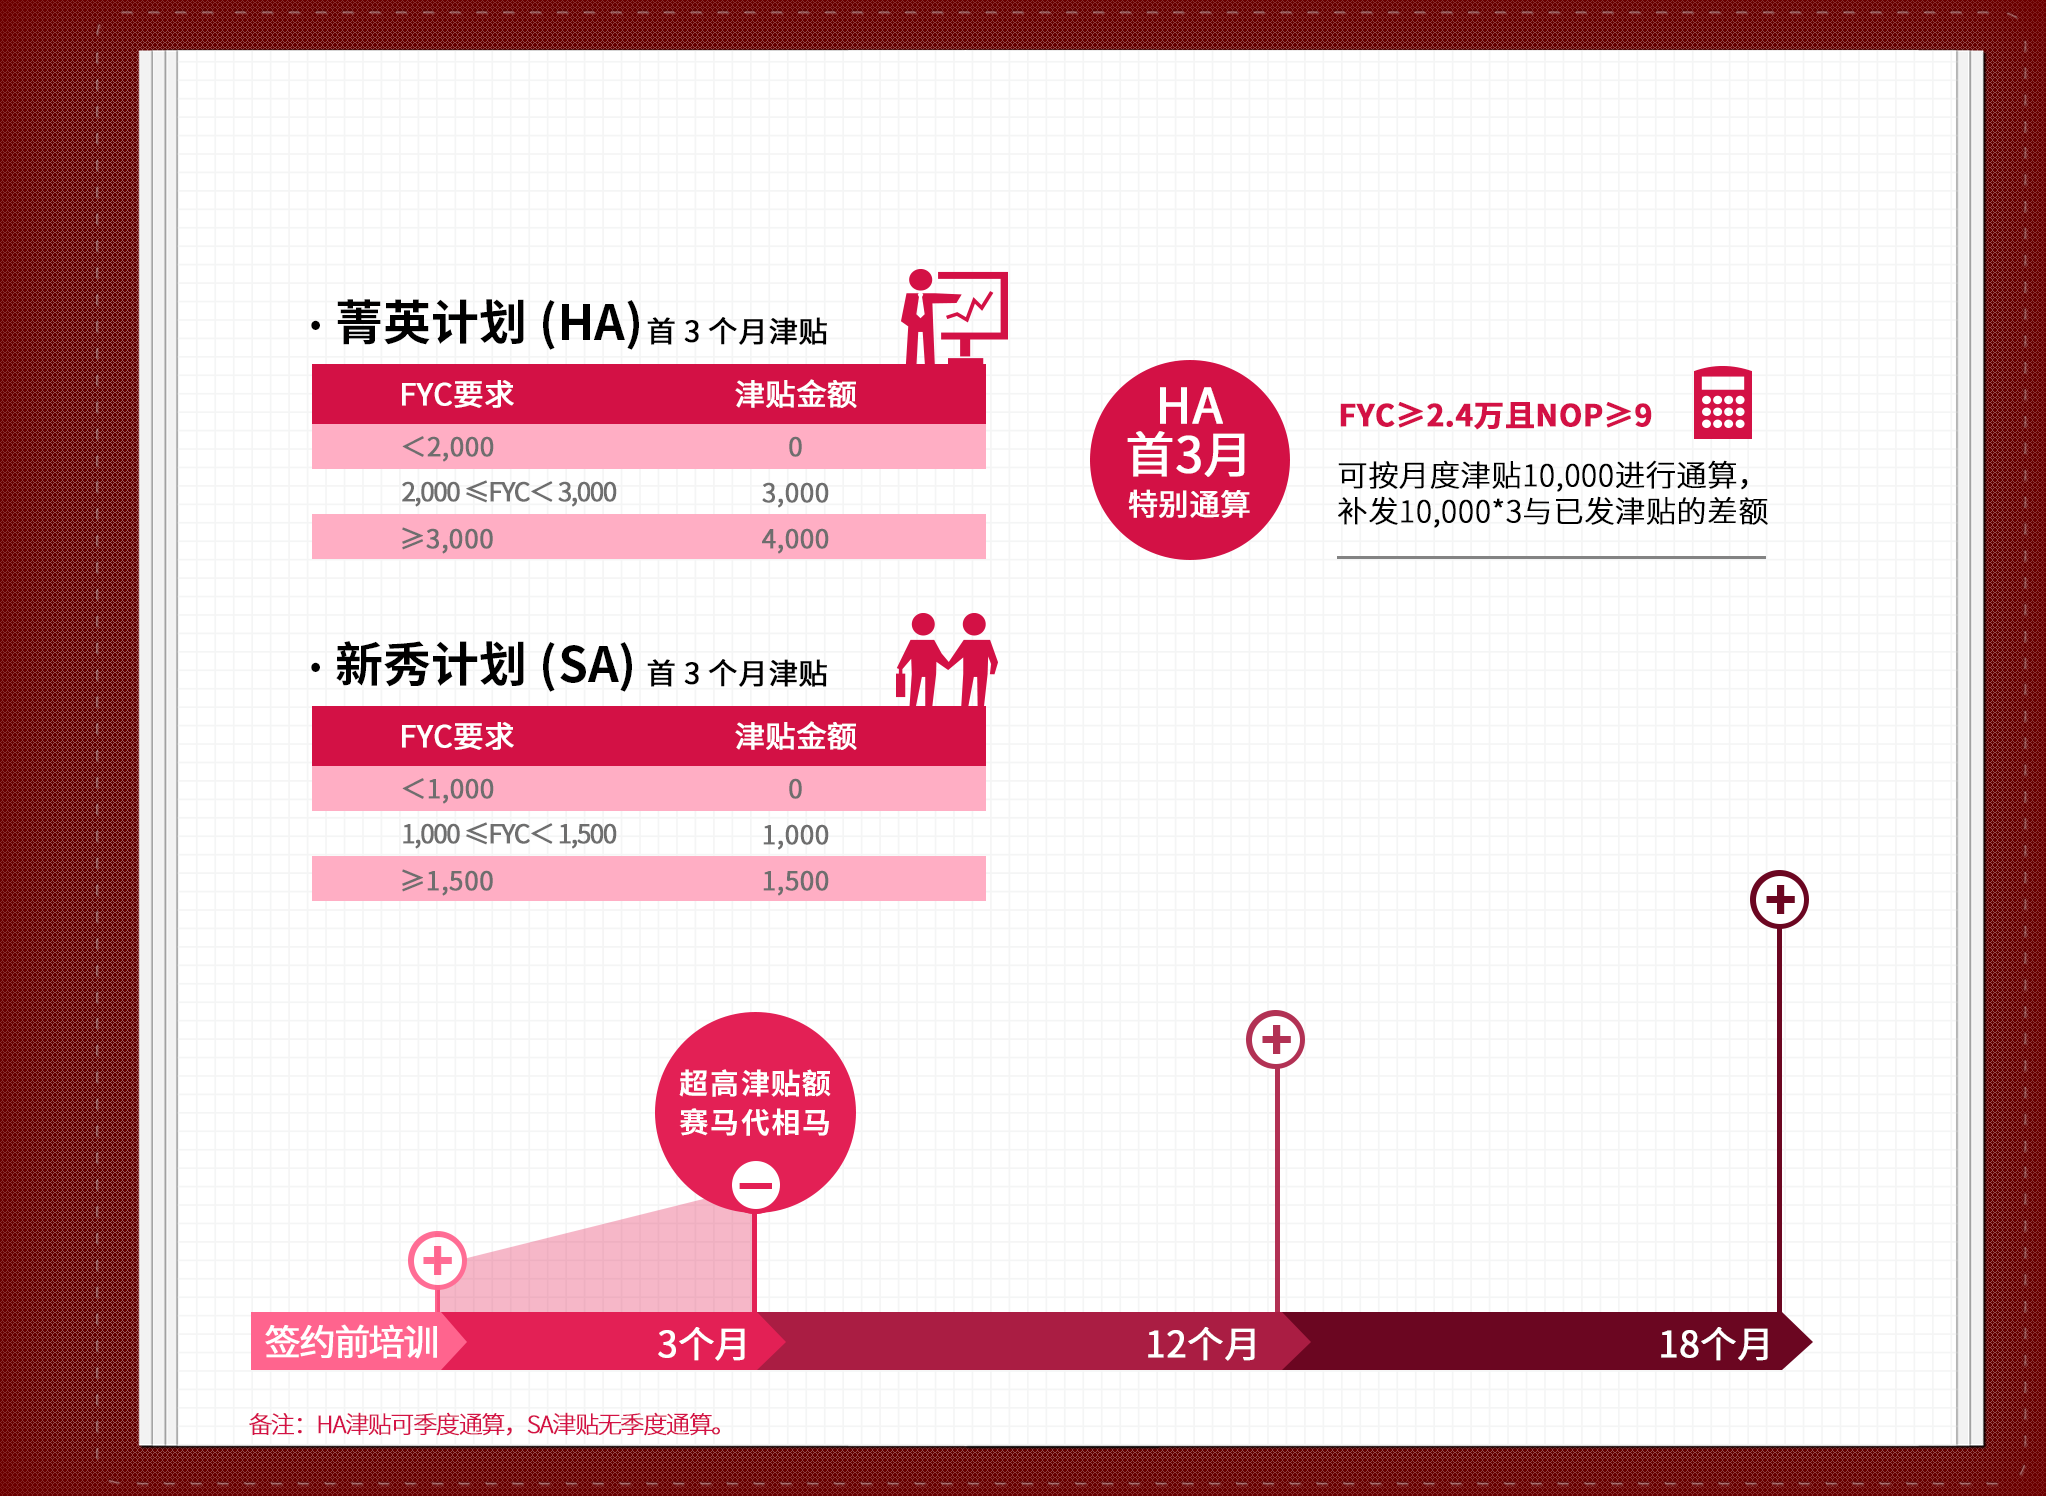 · 菁英计划 (HA) 首 3 个月津贴
FYC要求 津贴金额
＜2,000 0
2,000 ≤FYC＜ 3,000 3,000
≥3,000 4,000
HA
首3月
特别通算
FYC≥2.4万且NOP≥9
可按月度津贴10,000进行通算，
补发10,000*3与已发津贴的差额
· 新秀计划 (SA) 首 3 个月津贴
FYC要求 津贴金额
＜1,000 0
1,000 ≤FYC＜ 1,500 1,000
≥1,500 1,500
超高津贴额
赛马代相马
签约前培训 3个月 12个月 18个月
备注：HA津贴可季度通算，SA津贴无季度通算。